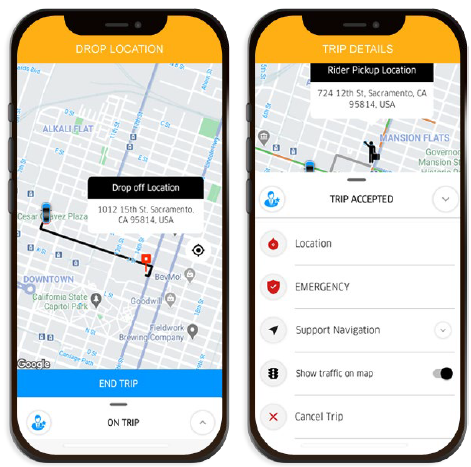 DROP LOCATION
ALKALI FLAT
E St
Drop off Location
1012 15th St, Sacramento,
CA 95814, USA
Cesar Chavez Plaza
DOWNTOWN
BevMo!
California State
Capitol Park
Goodwill
Fieldwork
Brewing Company
Google
END TRIP
ON TRIP
TRIP DETAILS
Rider Pickup Location
724 12th St, Sacramento, CA
95814, USA
MANSION FLATS
Governor
Mansion St
Historic
TRIP ACCEPTED
Location
EMERGENCY
Support Navigation
Show traffic on map
Cancel Trip